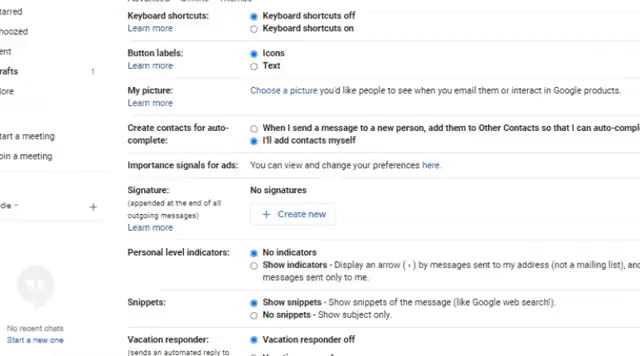 Advanced Offline Themes
tarred
noozed
ent
rafts 1
ore
tart a meeting
oin a meeting
die
No recent chats
Start a new one
Keyboard shortcuts: Keyboard shortcuts off
Learn more Keyboard shortcuts on
Button labels: Icons
Learn more Text
My picture: Choose a picture you'd like people to see when you email them or interact in Google products.
Learn more
Create contacts for auto- When I send a message to a new person, add them to Other Contacts so that I can auto-compl
complete: I'll add contacts myself
Importance signals for ads: You can view and change your preferences here.
Signature: No signatures
(appended at the end of all
outgoing messages) + Create new
Learn more
Personal level indicators: No indicators
Show indicators - Display an arrow ( › ) by messages sent to my address (not a mailing list), and
messages sent only to me.
Snippets: Show snippets - Show snippets of the message (like Google web search!).
No snippets - Show subject only.
Vacation responder: Vacation responder off
(sends an automated reply to